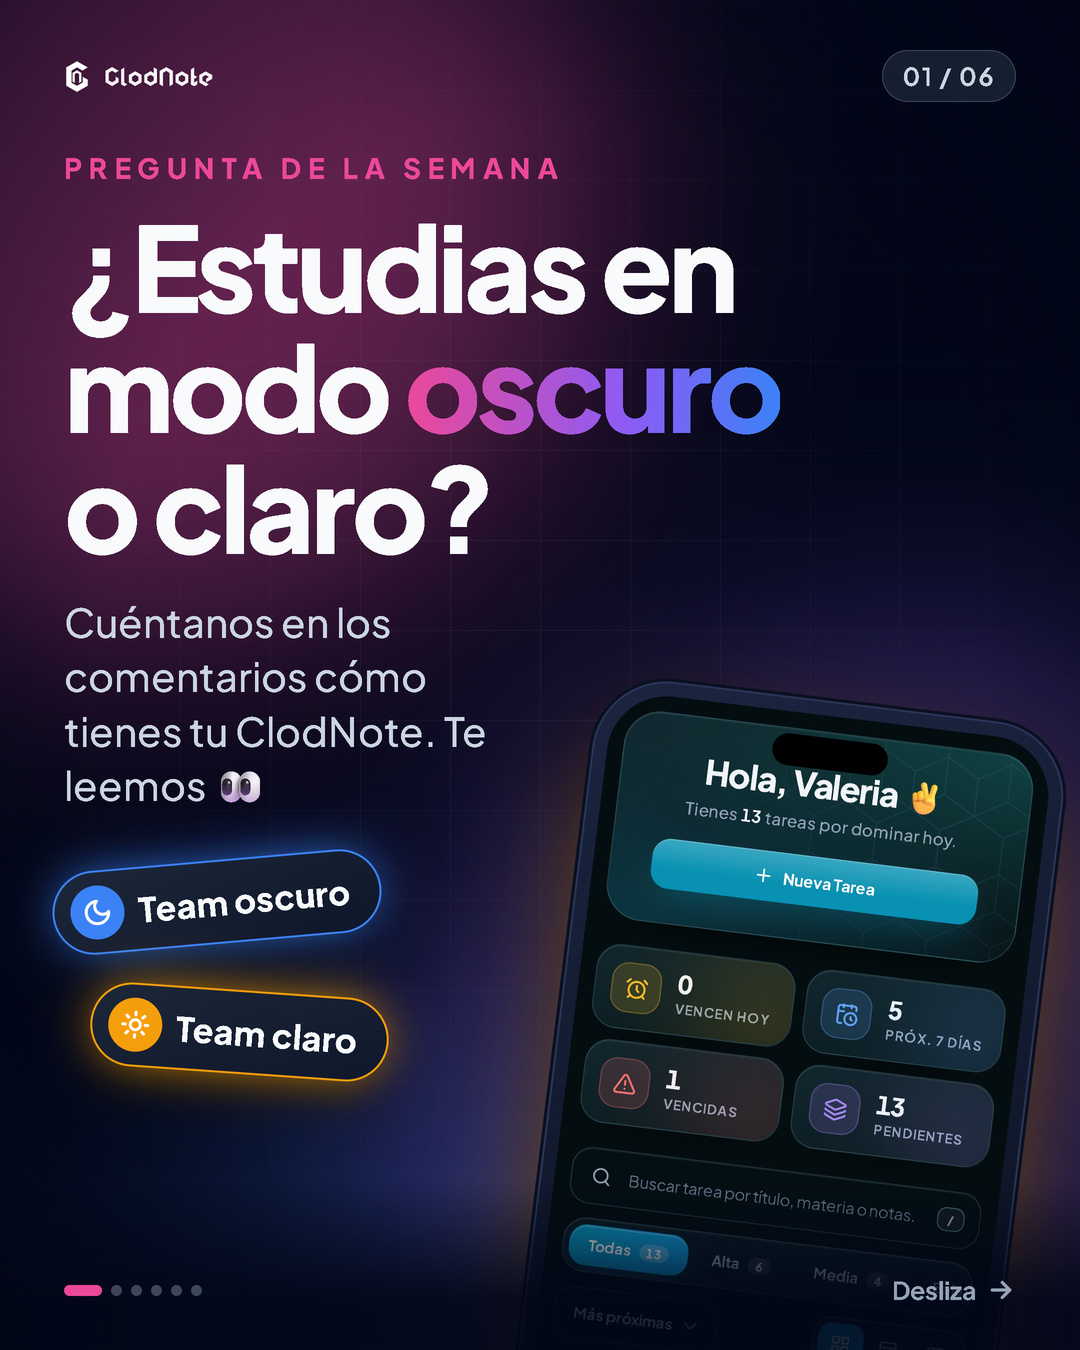 ClodNote
01 / 06
PREGUNTA DE LA SEMANA
¿Estudias en
modo oscuro
o claro?
Cuéntanos en los
comentarios cómo
tienes tu ClodNote. Te
leemos 👀
Team oscuro
Team claro
Hola, Valeria ✌️
Tienes 13 tareas por dominar hoy.
+ Nueva Tarea
0
VENCEN HOY
5
PRÓX. 7 DÍAS
1
VENCIDAS
13
PENDIENTES
Buscar tarea por título, materia o notas. /
Todas 13 Alta 6 Media 4
Más próximas
Desliza →